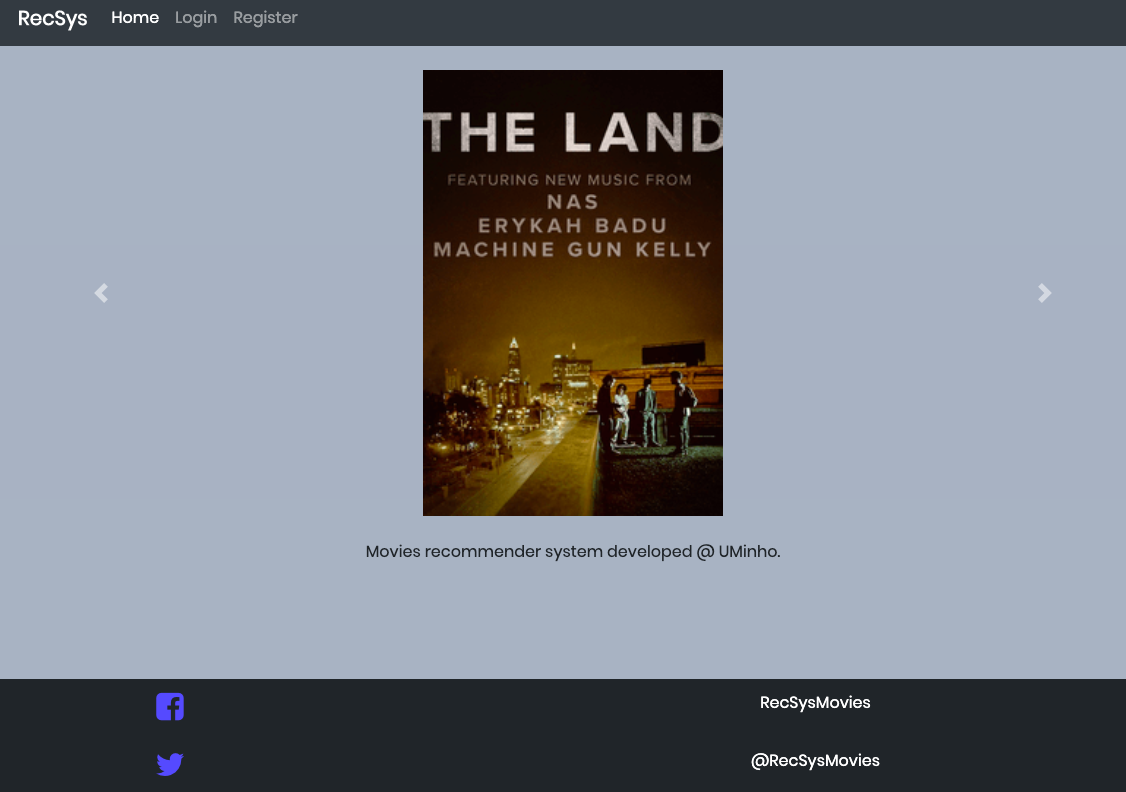 RecSys Home Login Register
THE LAND
FEATURING NEW MUSIC FROM
NAS
ERYKAH BADU
MACHINE GUN KELLY
Movies recommender system developed @ UMinho.
RecSysMovies
@RecSysMovies